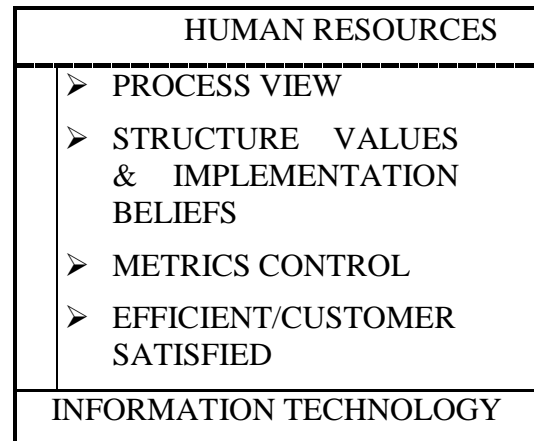 HUMAN RESOURCES
➢ PROCESS VIEW
➢ STRUCTURE VALUES
& IMPLEMENTATION
BELIEFS
➢ METRICS CONTROL
➢ EFFICIENT/CUSTOMER
SATISFIED
INFORMATION TECHNOLOGY